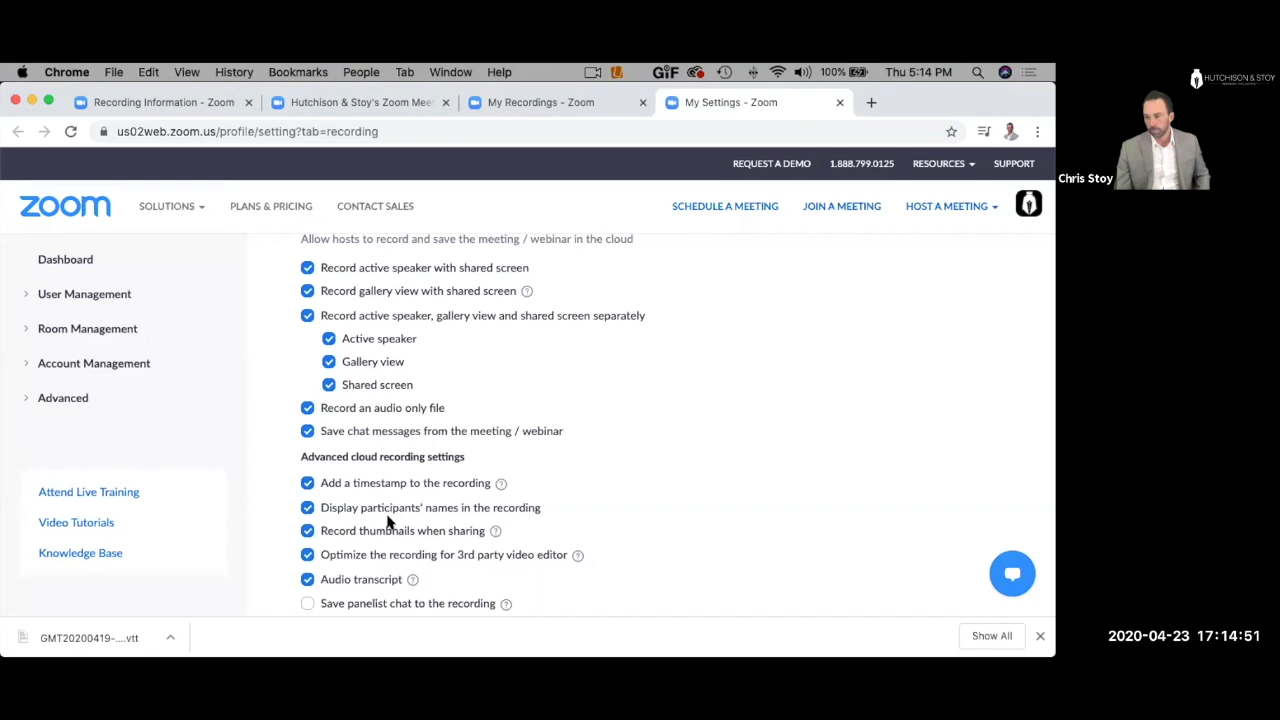 Chrome File Edit View History Bookmarks People Tab Window Help GIF 100% Thu 5:14 PM
HUTCHISON & STOY
Recording Information - Zoom Hutchison & Stoy's Zoom Mee My Recordings - Zoom My Settings - Zoom
us02web.zoom.us/profile/setting?tab=recording
REQUEST A DEMO 1.888.799.0125 RESOURCES SUPPORT
Chris Stoy
zoom SOLUTIONS PLANS & PRICING CONTACT SALES SCHEDULE A MEETING JOIN A MEETING HOST A MEETING
Allow hosts to record and save the meeting / webinar in the cloud
Dashboard
User Management
Room Management
Account Management
Advanced
Attend Live Training
Video Tutorials
Knowledge Base
Record active speaker with shared screen
Record gallery view with shared screen
Record active speaker, gallery view and shared screen separately
Active speaker
Gallery view
Shared screen
Record an audio only file
Save chat messages from the meeting / webinar
Advanced cloud recording settings
Add a timestamp to the recording
Display participants' names in the recording
Record thumbnails when sharing
Optimize the recording for 3rd party video editor
Audio transcript
Save panelist chat to the recording
GMT20200419-....vtt Show All
2020-04-23 17:14:51